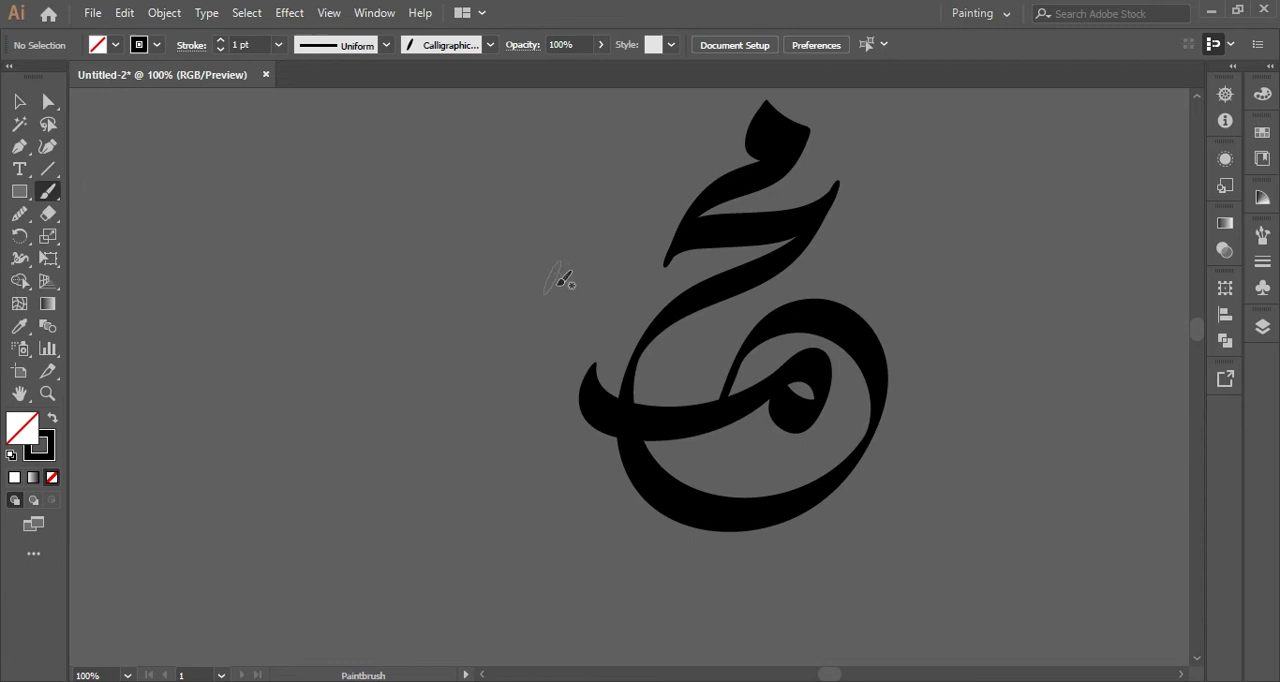 Ai File Edit Object Type Select Effect View Window Help Painting Search Adobe Stock
No Selection Stroke: 1 pt Uniform Calligraphic... Opacity: 100% Style: Document Setup Preferences
Untitled-2* @ 100% (RGB/Preview)
100% 1 Paintbrush